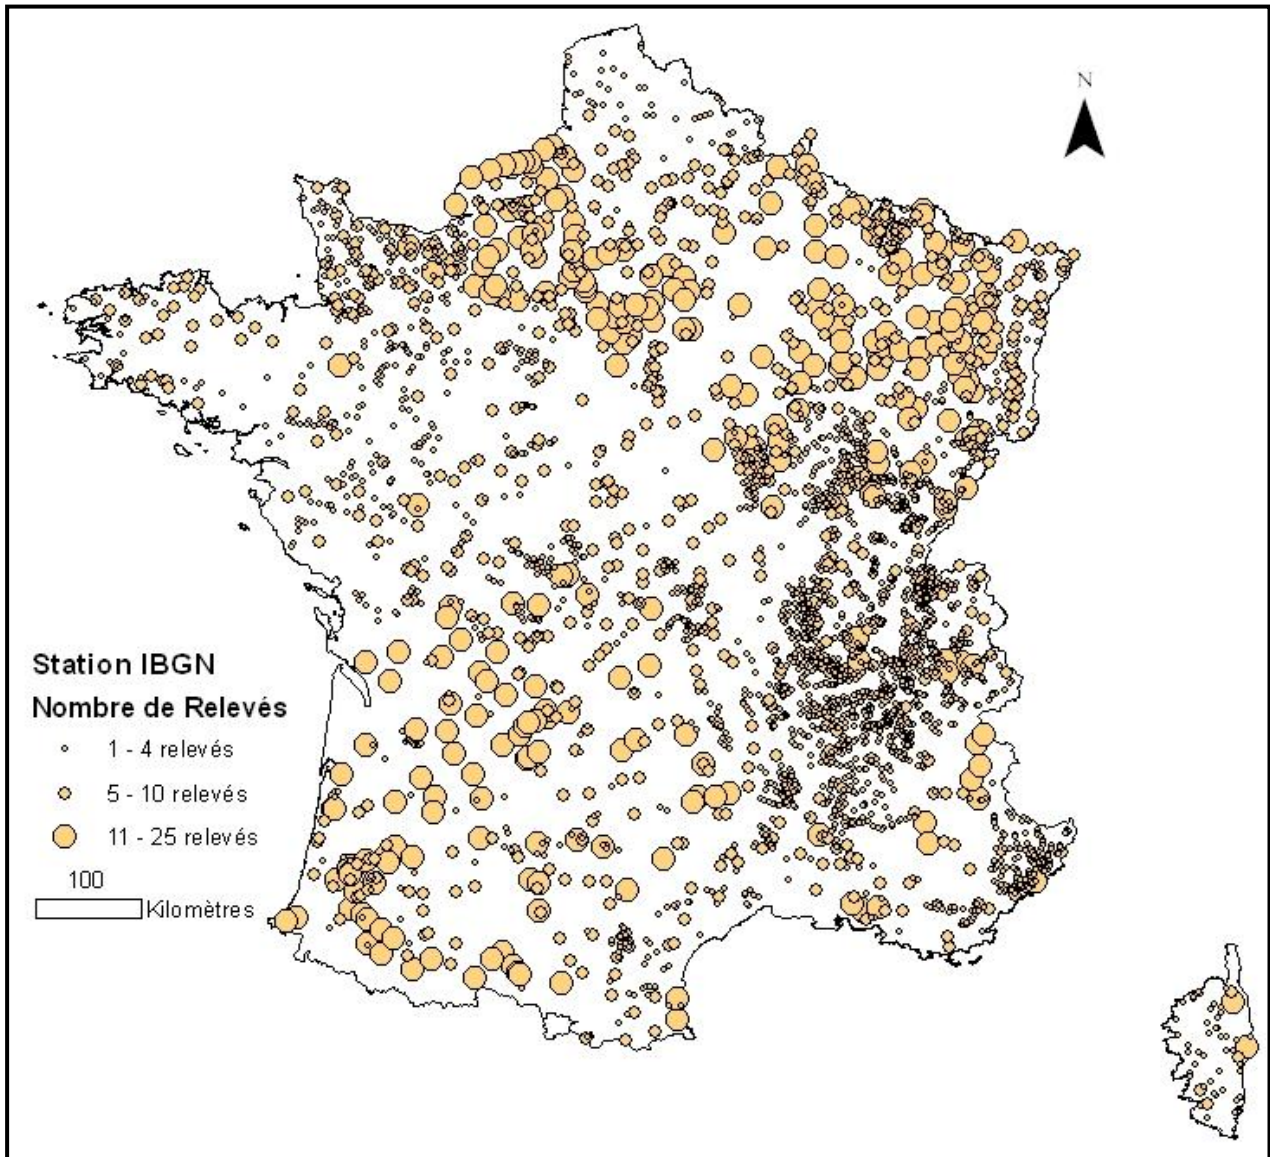 N
Station IBGN
Nombre de Relevés
1 - 4 relevés
5 - 10 relevés
11 - 25 relevés
100
Kilomètres